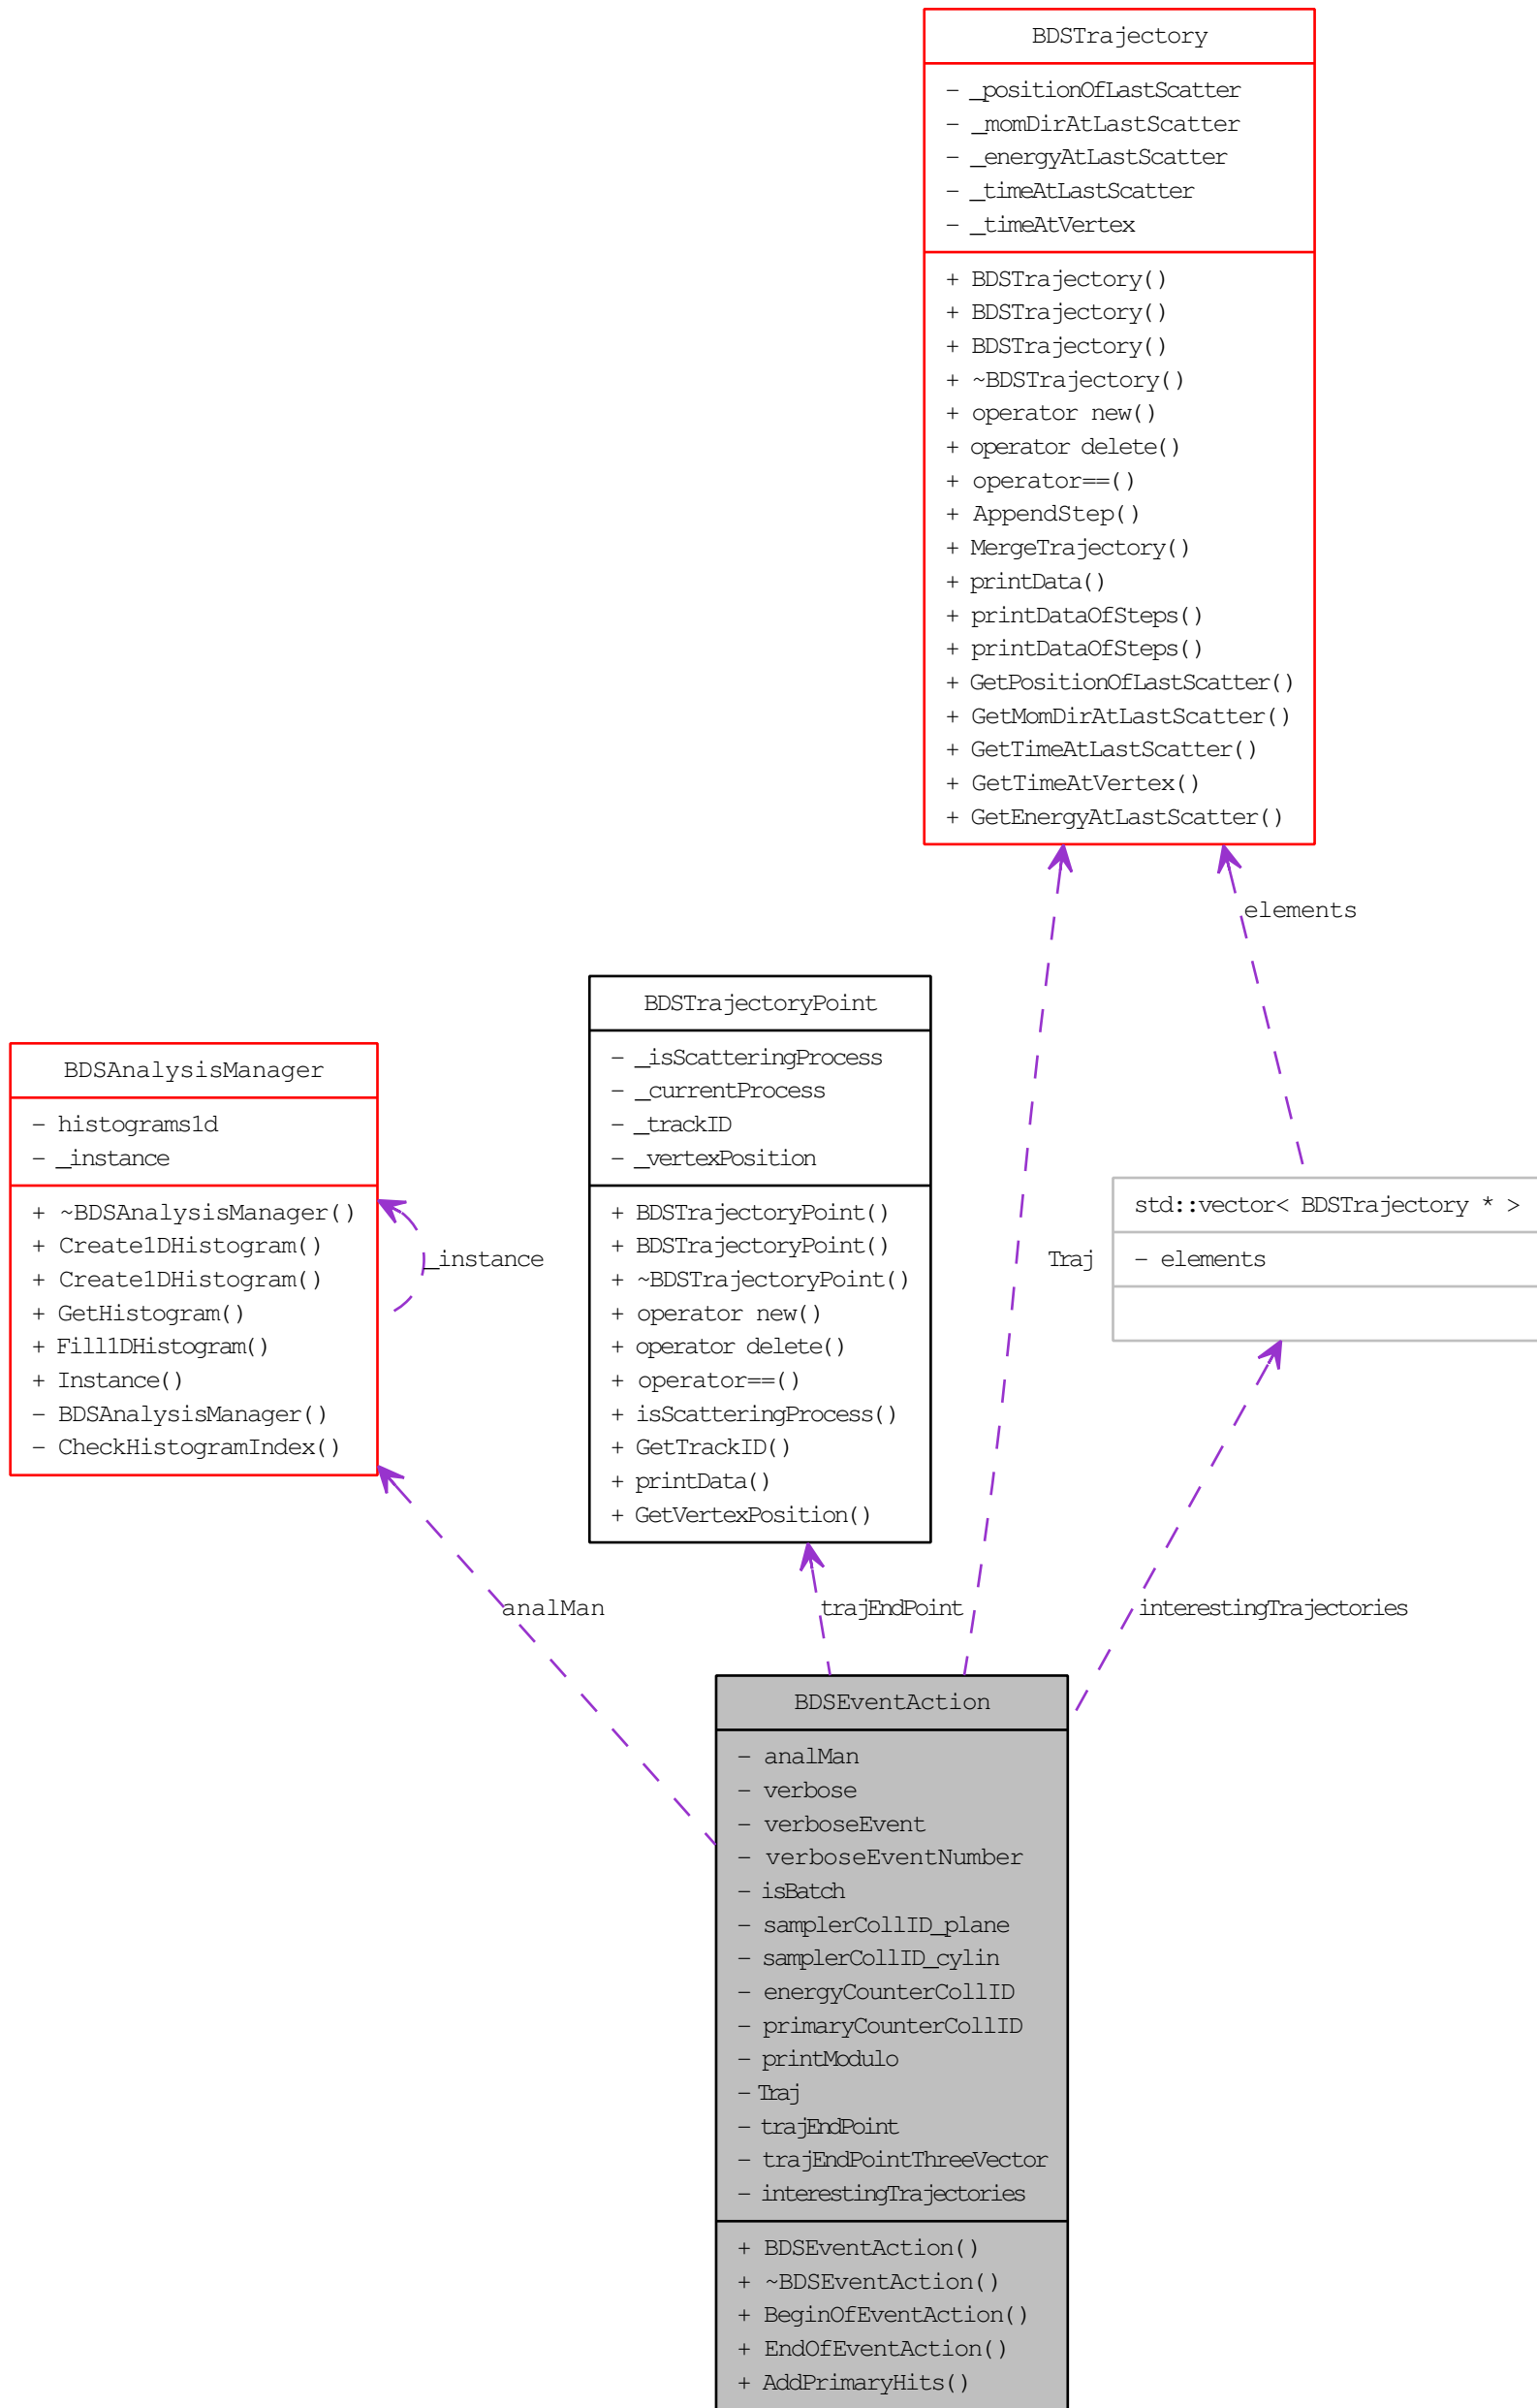 BDSTrajectory
- _positionOfLastScatter
- _momDirAtLastScatter
- _energyAtLastScatter
- _timeAtLastScatter
- _timeAtVertex
+ BDSTrajectory()
+ BDSTrajectory()
+ BDSTrajectory()
+ ~BDSTrajectory()
+ operator new()
+ operator delete()
+ operator==()
+ AppendStep()
+ MergeTrajectory()
+ printData()
+ printDataOfSteps()
+ printDataOfSteps()
+ GetPositionOfLastScatter()
+ GetMomDirAtLastScatter()
+ GetTimeAtLastScatter()
+ GetTimeAtVertex()
+ GetEnergyAtLastScatter()
elements
BDSTrajectoryPoint
- _isScatteringProcess
- _currentProcess
- _trackID
- _vertexPosition
+ BDSTrajectoryPoint()
+ BDSTrajectoryPoint()
+ ~BDSTrajectoryPoint()
+ operator new()
+ operator delete()
+ operator==()
+ isScatteringProcess()
+ GetTrackID()
+ printData()
+ GetVertexPosition()
BDSAnalysisManager
- histograms1d
- _instance
+ ~BDSAnalysisManager()
+ Create1DHistogram()
+ Create1DHistogram()
+ GetHistogram()
+ Fill1DHistogram()
+ Instance()
- BDSAnalysisManager()
- CheckHistogramIndex()
_instance
Traj
std::vector< BDSTrajectory * >
- elements
analMan
trajEndPoint
interestingTrajectories
BDSEventAction
- analMan
- verbose
- verboseEvent
- verboseEventNumber
- isBatch
- samplerCollID_plane
- samplerCollID_cylin
- energyCounterCollID
- primaryCounterCollID
- printModulo
- Traj
- trajEndPoint
- trajEndPointThreeVector
- interestingTrajectories
+ BDSEventAction()
+ ~BDSEventAction()
+ BeginOfEventAction()
+ EndOfEventAction()
+ AddPrimaryHits()